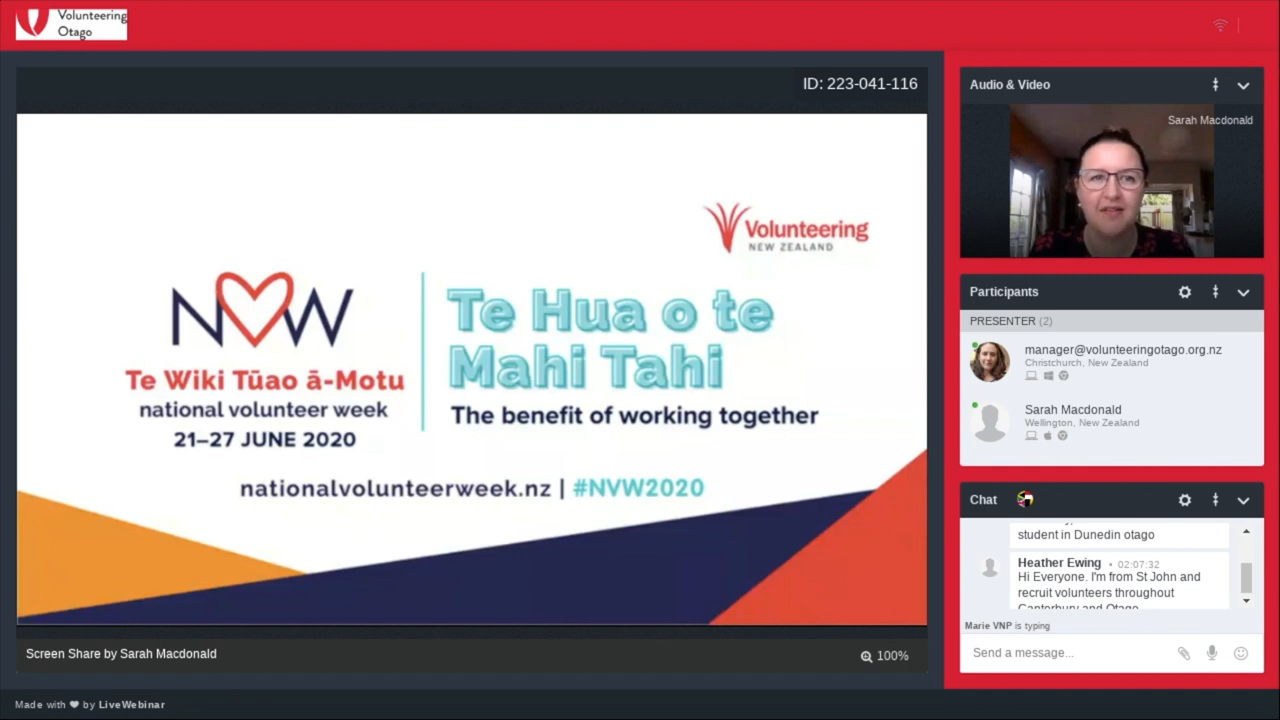 Volunteering
Otago
ID: 223-041-116
Volunteering
NEW ZEALAND
NVW
Te Wiki Tūao ā-Motu
national volunteer week
21–27 JUNE 2020
Te Hua o te
Mahi Tahi
The benefit of working together
nationalvolunteerweek.nz | #NVW2020
Screen Share by Sarah Macdonald
100%
Audio & Video
Sarah Macdonald
Participants
PRESENTER (2)
manager@volunteeringotago.org.nz
Christchurch, New Zealand
Sarah Macdonald
Wellington, New Zealand
Chat
student in Dunedin otago
Heather Ewing • 02:07:32
Hi Everyone. I'm from St John and
recruit volunteers throughout
Canterbury and Otago
Marie VNP is typing
Send a message...
Made with ❤ by LiveWebinar